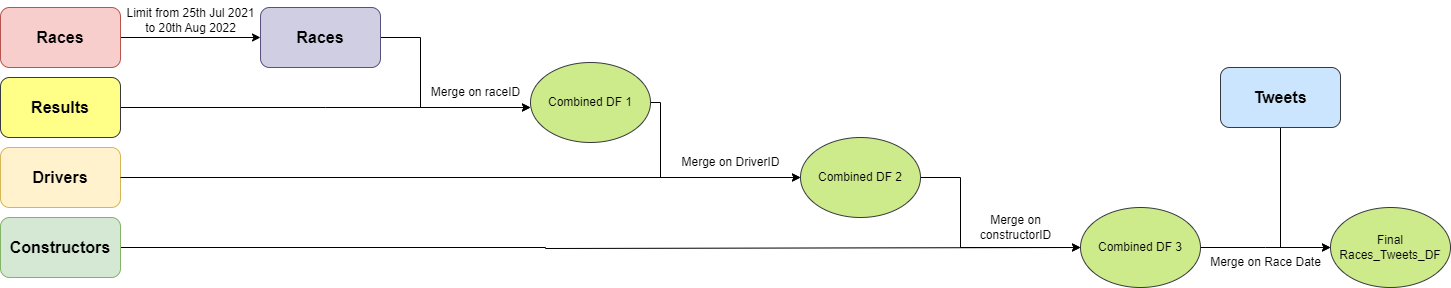 Limit from 25th Jul 2021
to 20th Aug 2022
Races
Races
Results
Merge on raceID
Combined DF 1
Tweets
Drivers
Merge on DriverID
Combined DF 2
Constructors
Merge on
constructorID
Combined DF 3
Merge on Race Date
Final
Races_Tweets_DF